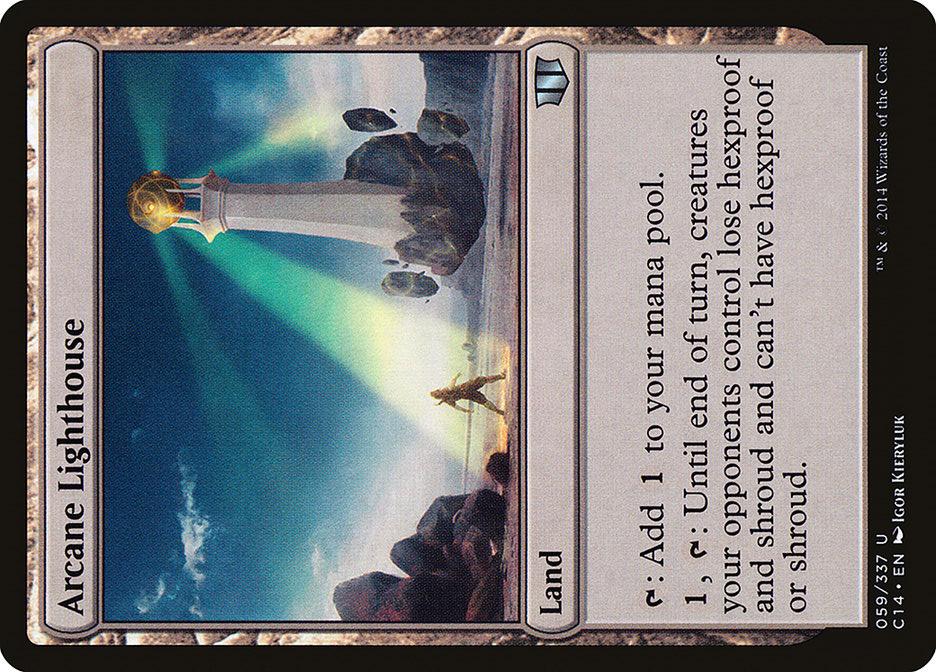 Arcane Lighthouse
Land
: Add 1 to your mana pool.
1, : Until end of turn, creatures
your opponents control lose hexproof
and shroud and can't have hexproof
or shroud.
059/337 U
C14 • EN Igor Kieryluk
™ & © 2014 Wizards of the Coast